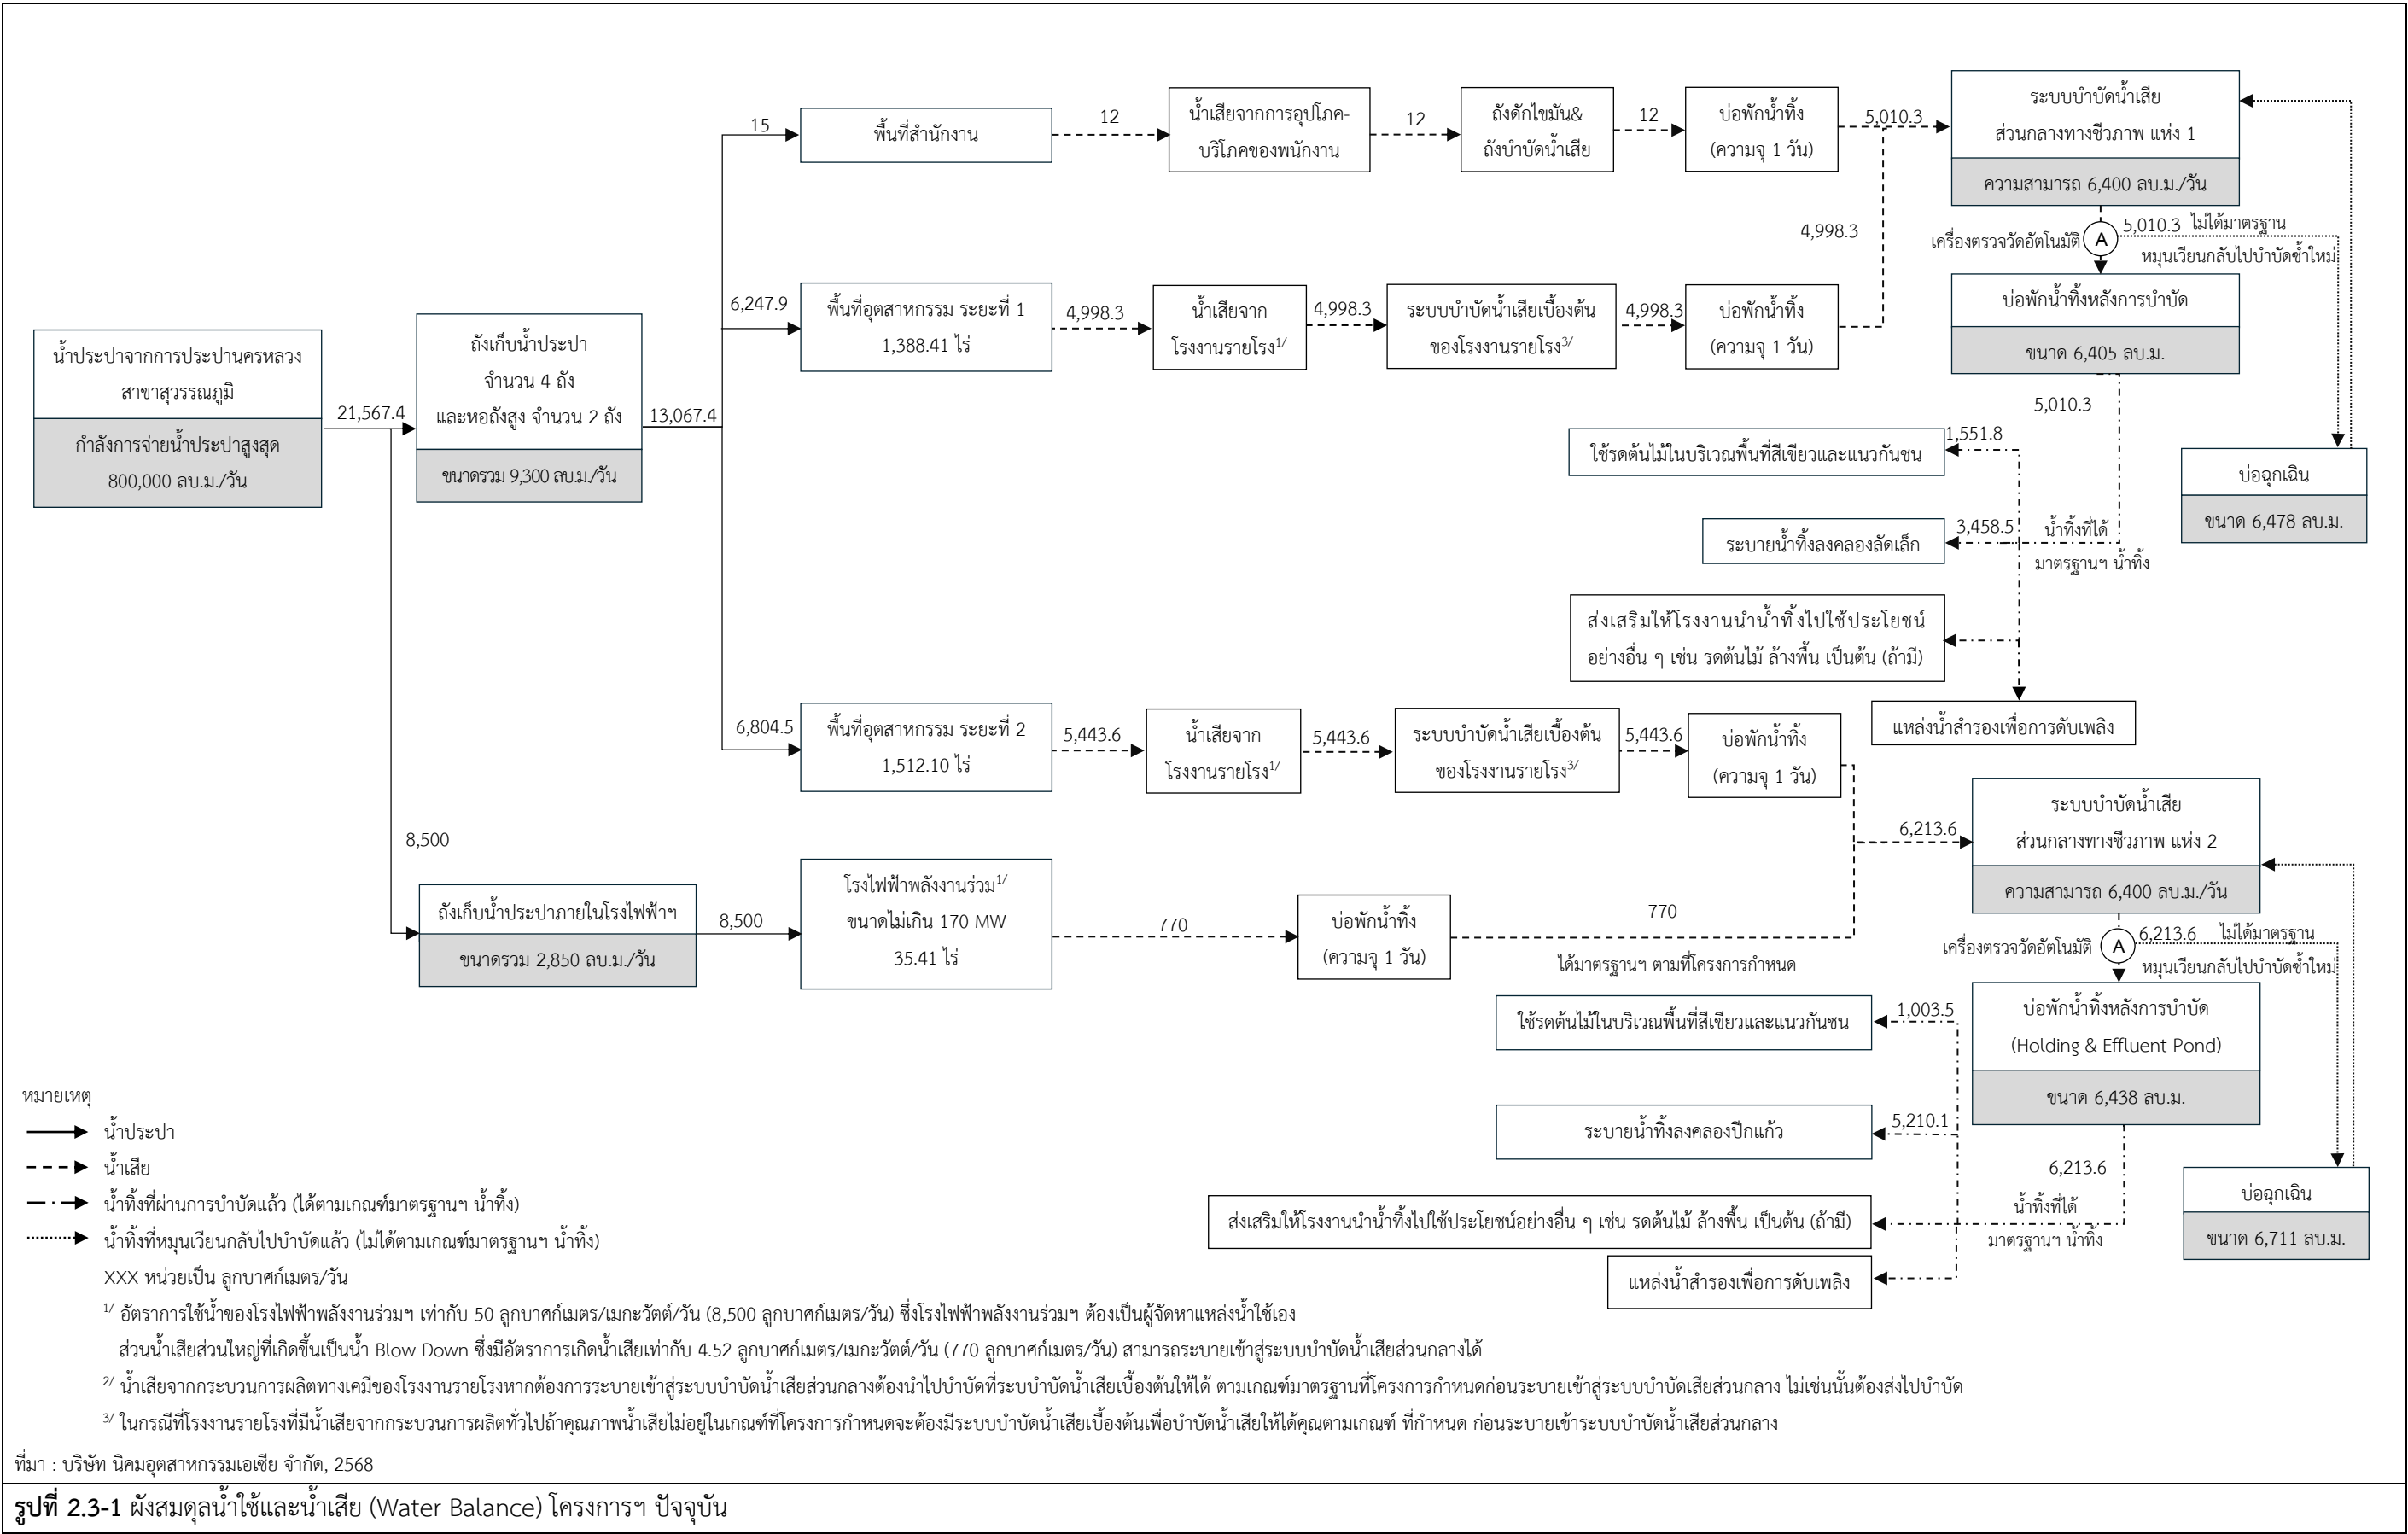 15
พื้นที่สำนักงาน
12
น้ำเสียจากการอุปโภค-
บริโภคของพนักงาน
12
ถังดักไขมัน&
ถังบำบัดน้ำเสีย
12
บ่อพักน้ำทิ้ง
(ความจุ 1 วัน)
5,010.3
ระบบบำบัดน้ำเสีย
ส่วนกลางทางชีวภาพ แห่ง 1
ความสามารถ 6,400 ลบ.ม./วัน
4,998.3
เครื่องตรวจวัดอัตโนมัติ
A
5,010.3
ไม่ได้มาตรฐาน
หมุนเวียนกลับไปบำบัดซ้ำใหม่
บ่อพักน้ำทิ้งหลังการบำบัด
ขนาด 6,405 ลบ.ม.
6,247.9
พื้นที่อุตสาหกรรม ระยะที่ 1
1,388.41 ไร่
4,998.3
น้ำเสียจาก
โรงงานรายโรง1/
4,998.3
ระบบบำบัดน้ำเสียเบื้องต้น
ของโรงงานรายโรง3/
4,998.3
บ่อพักน้ำทิ้ง
(ความจุ 1 วัน)
น้ำประปาจากการประปานครหลวง
สาขาสุวรรณภูมิ
กำลังการจ่ายน้ำประปาสูงสุด
800,000 ลบ.ม./วัน
21,567.4
ถังเก็บน้ำประปา
จำนวน 4 ถัง
และหอถังสูง จำนวน 2 ถัง
ขนาดรวม 9,300 ลบ.ม./วัน
13,067.4
5,010.3
1,551.8
ใช้รดต้นไม้ในบริเวณพื้นที่สีเขียวและแนวกันชน
บ่อฉุกเฉิน
ขนาด 6,478 ลบ.ม.
3,458.5
ระบายน้ำทิ้งลงคลองลัดเล็ก
น้ำทิ้งที่ได้
มาตรฐานฯ น้ำทิ้ง
ส่งเสริมให้โรงงานนำน้ำทิ้งไปใช้ประโยชน์
อย่างอื่น ๆ เช่น รดต้นไม้ ล้างพื้น เป็นต้น (ถ้ามี)
แหล่งน้ำสำรองเพื่อการดับเพลิง
6,804.5
พื้นที่อุตสาหกรรม ระยะที่ 2
1,512.10 ไร่
5,443.6
น้ำเสียจาก
โรงงานรายโรง1/
5,443.6
ระบบบำบัดน้ำเสียเบื้องต้น
ของโรงงานรายโรง3/
5,443.6
บ่อพักน้ำทิ้ง
(ความจุ 1 วัน)
6,213.6
ระบบบำบัดน้ำเสีย
ส่วนกลางทางชีวภาพ แห่ง 2
ความสามารถ 6,400 ลบ.ม./วัน
8,500
ถังเก็บน้ำประปาภายในโรงไฟฟ้าฯ
ขนาดรวม 2,850 ลบ.ม./วัน
8,500
โรงไฟฟ้าพลังงานร่วม1/
ขนาดไม่เกิน 170 MW
35.41 ไร่
770
บ่อพักน้ำทิ้ง
(ความจุ 1 วัน)
770
ได้มาตรฐานฯ ตามที่โครงการกำหนด
เครื่องตรวจวัดอัตโนมัติ
A
6,213.6
ไม่ได้มาตรฐาน
หมุนเวียนกลับไปบำบัดซ้ำใหม่
บ่อพักน้ำทิ้งหลังการบำบัด
(Holding & Effluent Pond)
ขนาด 6,438 ลบ.ม.
ใช้รดต้นไม้ในบริเวณพื้นที่สีเขียวและแนวกันชน
1,003.5
ระบายน้ำทิ้งลงคลองปึกแก้ว
5,210.1
6,213.6
น้ำทิ้งที่ได้
มาตรฐานฯ น้ำทิ้ง
บ่อฉุกเฉิน
ขนาด 6,711 ลบ.ม.
ส่งเสริมให้โรงงานนำน้ำทิ้งไปใช้ประโยชน์อย่างอื่น ๆ เช่น รดต้นไม้ ล้างพื้น เป็นต้น (ถ้ามี)
แหล่งน้ำสำรองเพื่อการดับเพลิง
หมายเหตุ
น้ำประปา
น้ำเสีย
น้ำทิ้งที่ผ่านการบำบัดแล้ว (ได้ตามเกณฑ์มาตรฐานฯ น้ำทิ้ง)
น้ำทิ้งที่หมุนเวียนกลับไปบำบัดแล้ว (ไม่ได้ตามเกณฑ์มาตรฐานฯ น้ำทิ้ง)
XXX หน่วยเป็น ลูกบาศก์เมตร/วัน
1/ อัตราการใช้น้ำของโรงไฟฟ้าพลังงานร่วมฯ เท่ากับ 50 ลูกบาศก์เมตร/เมกะวัตต์/วัน (8,500 ลูกบาศก์เมตร/วัน) ซึ่งโรงไฟฟ้าพลังงานร่วมฯ ต้องเป็นผู้จัดหาแหล่งน้ำใช้เอง
ส่วนน้ำเสียส่วนใหญ่ที่เกิดขึ้นเป็นน้ำ Blow Down ซึ่งมีอัตราการเกิดน้ำเสียเท่ากับ 4.52 ลูกบาศก์เมตร/เมกะวัตต์/วัน (770 ลูกบาศก์เมตร/วัน) สามารถระบายเข้าสู่ระบบบำบัดน้ำเสียส่วนกลางได้
2/ น้ำเสียจากกระบวนการผลิตทางเคมีของโรงงานรายโรงหากต้องการระบายเข้าสู่ระบบบำบัดน้ำเสียส่วนกลางต้องนำไปบำบัดที่ระบบบำบัดน้ำเสียเบื้องต้นให้ได้ ตามเกณฑ์มาตรฐานที่โครงการกำหนดก่อนระบายเข้าสู่ระบบบำบัดเสียส่วนกลาง ไม่เช่นนั้นต้องส่งไปบำบัด
3/ ในกรณีที่โรงงานรายโรงที่มีน้ำเสียจากกระบวนการผลิตทั่วไปถ้าคุณภาพน้ำเสียไม่อยู่ในเกณฑ์ที่โครงการกำหนดจะต้องมีระบบบำบัดน้ำเสียเบื้องต้นเพื่อบำบัดน้ำเสียให้ได้คุณตามเกณฑ์ ที่กำหนด ก่อนระบายเข้าระบบบำบัดน้ำเสียส่วนกลาง
ที่มา : บริษัท นิคมอุตสาหกรรมเอเซีย จำกัด, 2568
รูปที่ 2.3-1 ผังสมดุลน้ำใช้และน้ำเสีย (Water Balance) โครงการฯ ปัจจุบัน